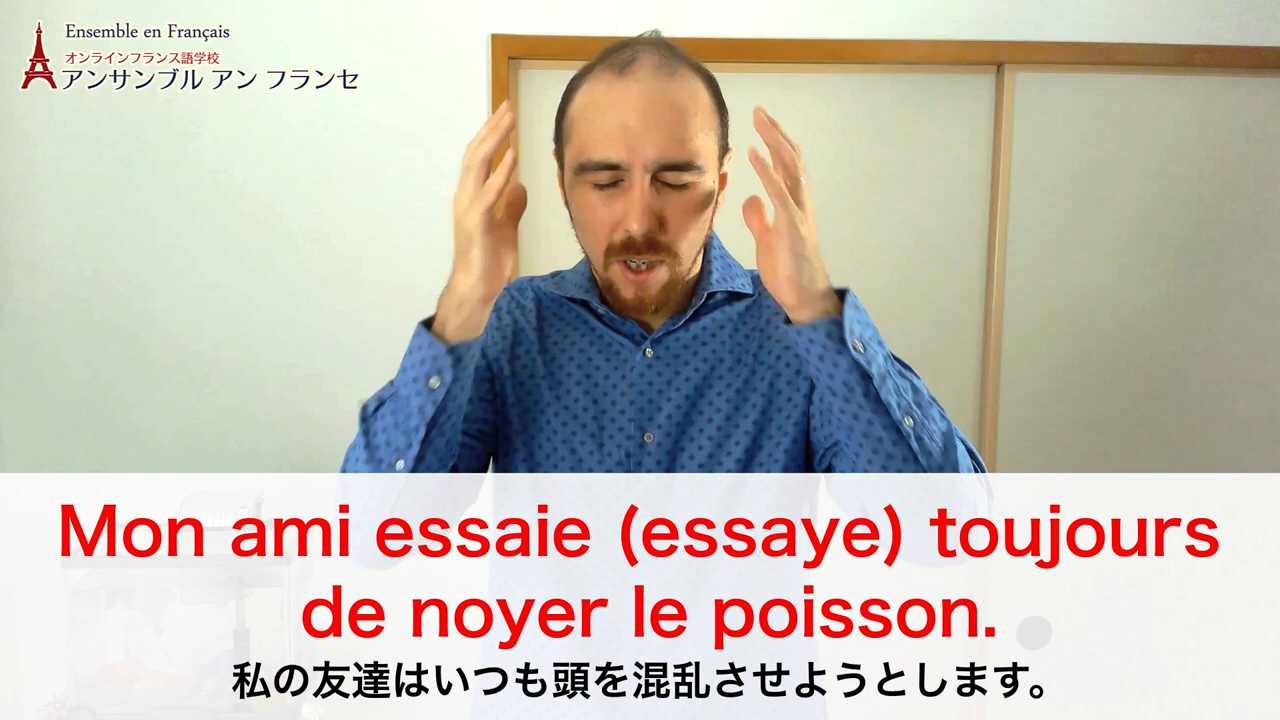 Ensemble en Français
オンラインフランス語学校
アンサンブル アン フランセ
Mon ami essaie (essaye) toujours
de noyer le poisson.
私の友達はいつも頭を混乱させようとします。